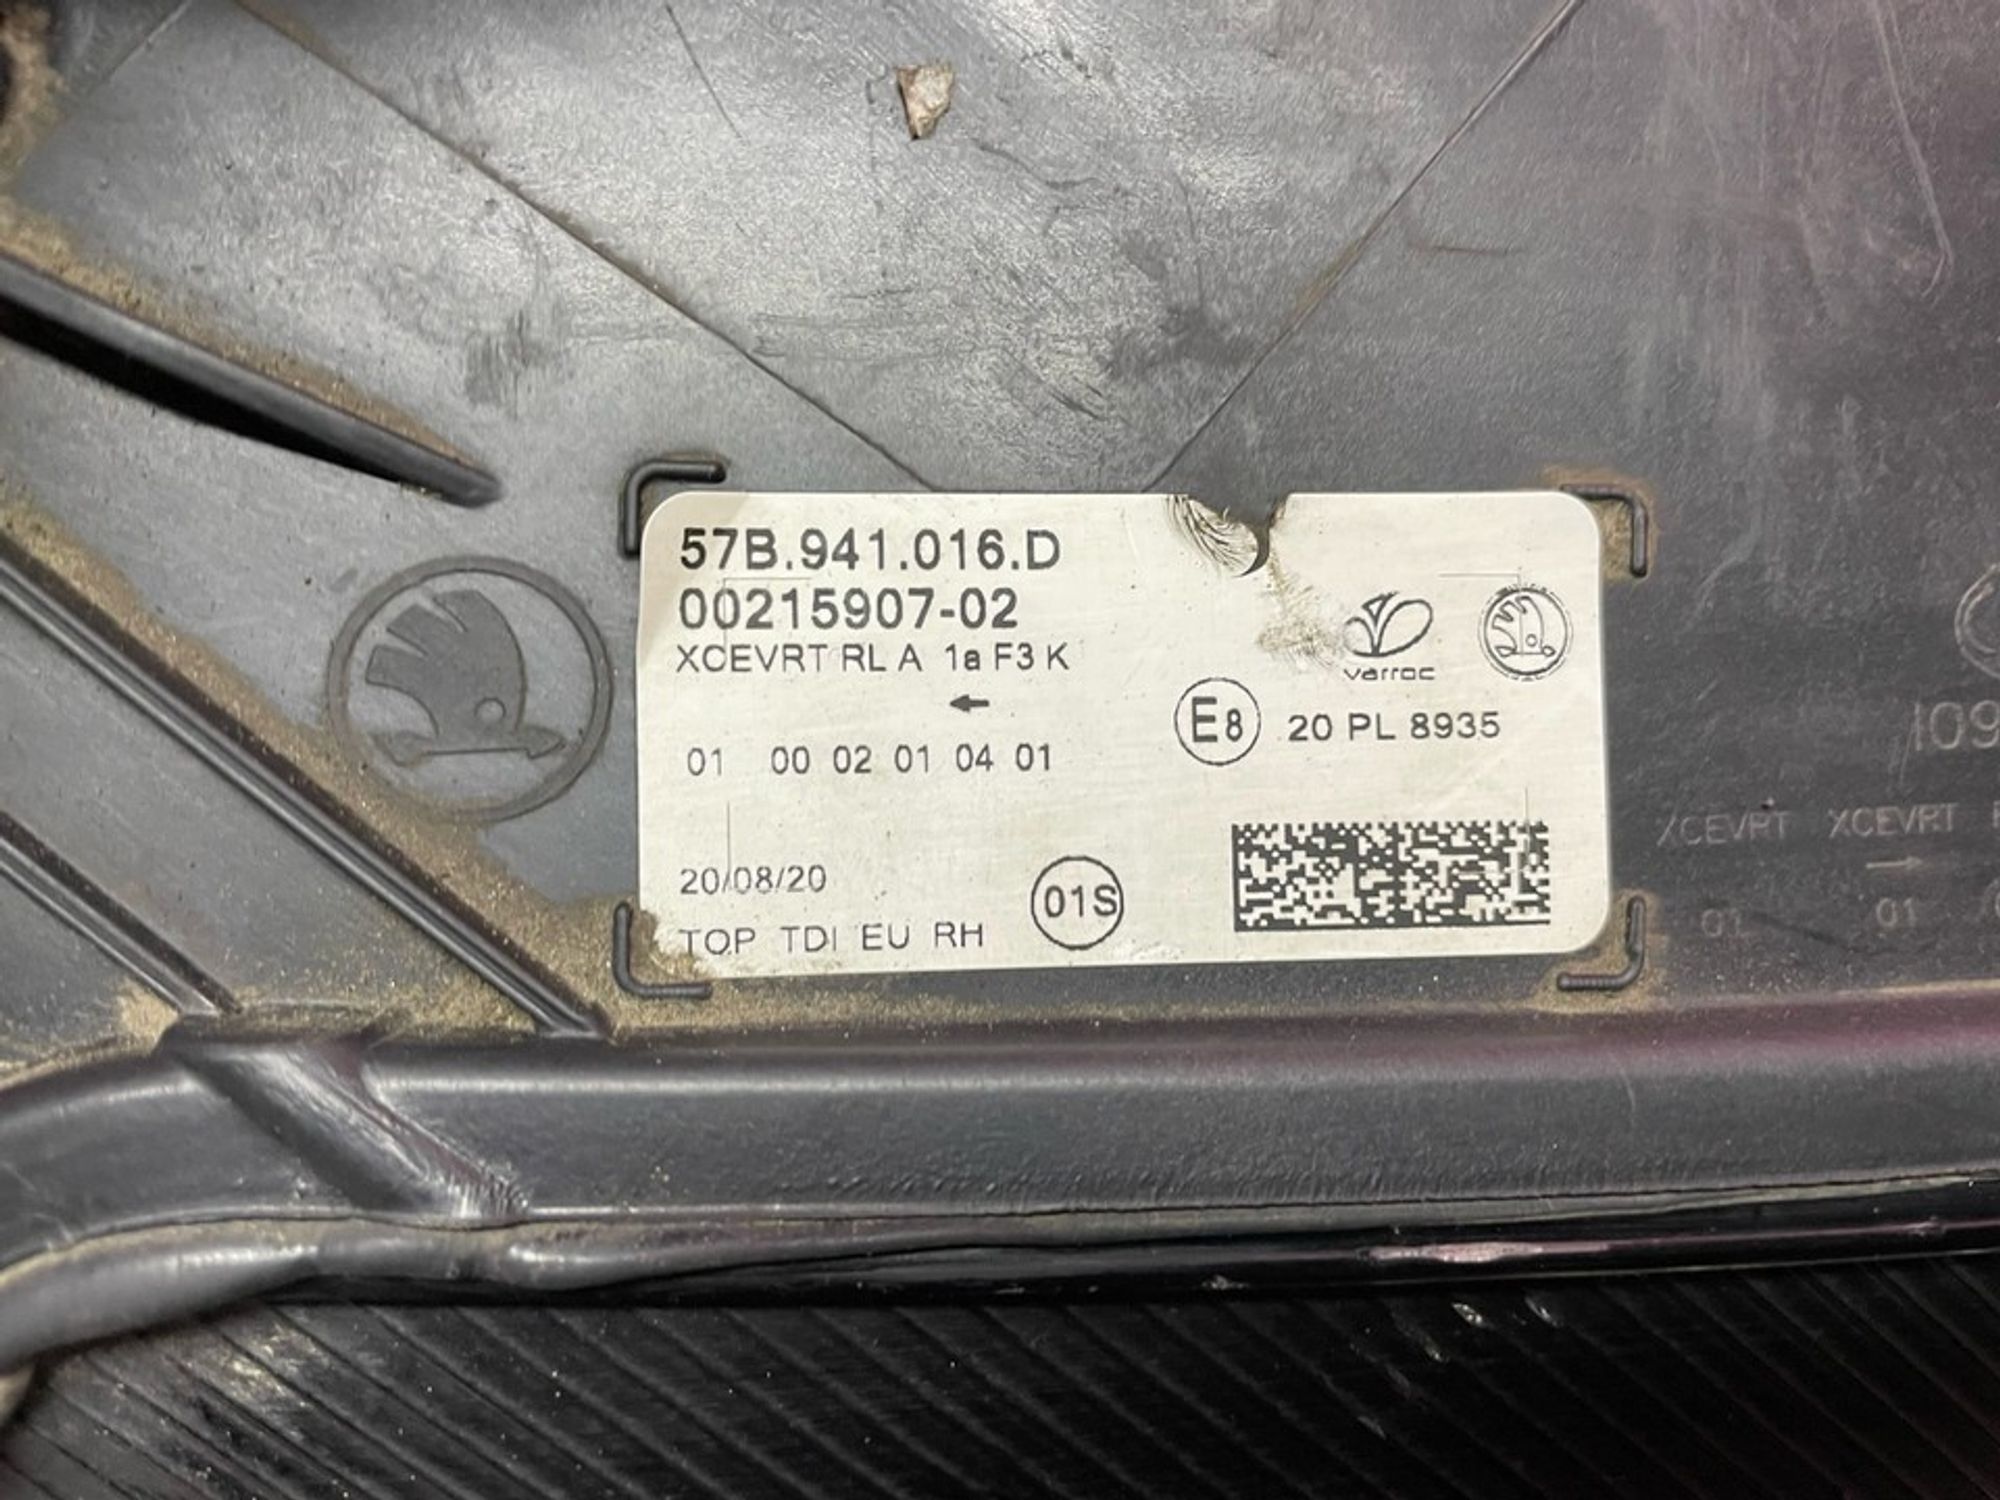 57B.941.016.D
00215907-02
XCEVRT RL A 1a F3 K
←
varroc
E8 20 PL 8935
01 00 02 01 04 01
20/08/20
01S
TOP TDI EU RH
109
XCEVRT XCEVRT
→
01 01